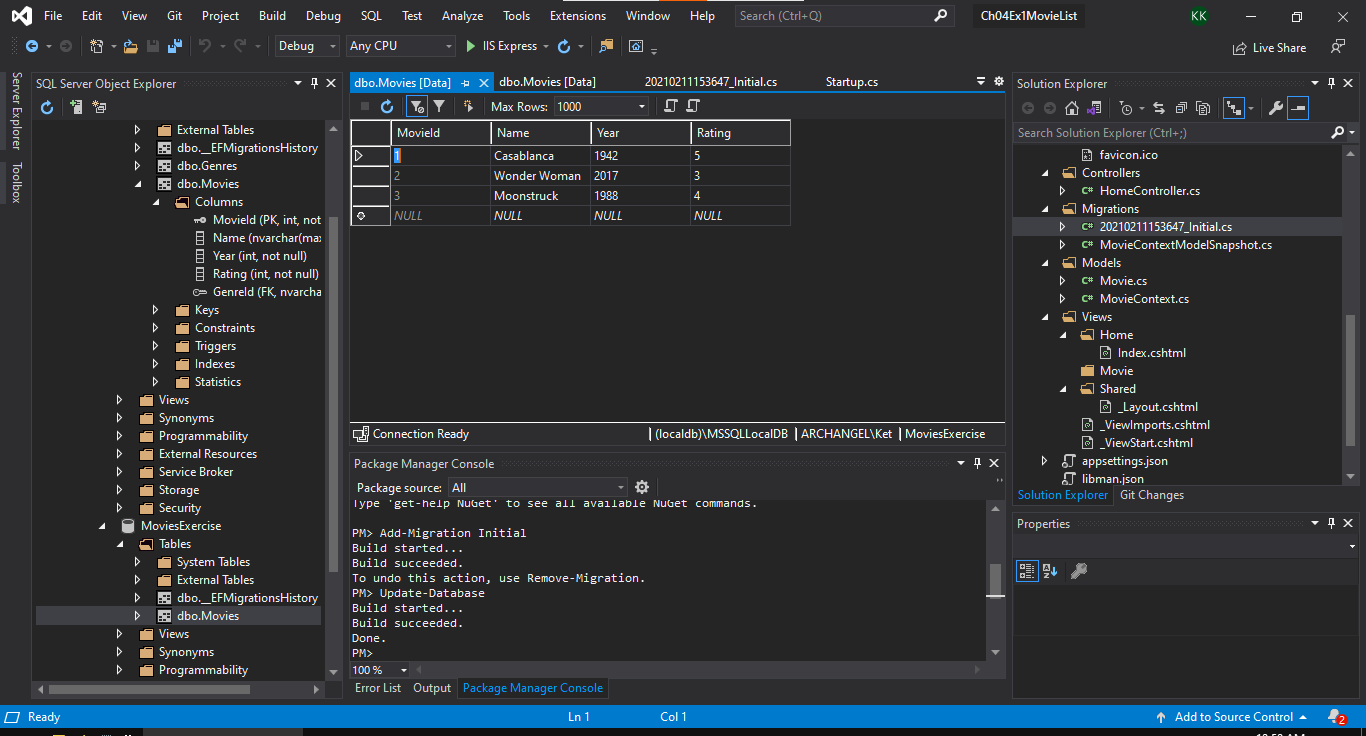 File Edit View Git Project Build Debug SQL Test Analyze Tools Extensions Window Help Search (Ctrl+Q) Ch04Ex1MovieList KK
Debug Any CPU IIS Express Live Share
Server Explorer
Toolbox
SQL Server Object Explorer
External Tables
dbo.__EFMigrationsHistory
dbo.Genres
dbo.Movies
Columns
MovieId (PK, int, not
Name (nvarchar(max
Year (int, not null)
Rating (int, not null)
GenreId (FK, nvarcha
Keys
Constraints
Triggers
Indexes
Statistics
Views
Synonyms
Programmability
External Resources
Service Broker
Storage
Security
MoviesExercise
Tables
System Tables
External Tables
dbo.__EFMigrationsHistory
dbo.Movies
Views
Synonyms
Programmability
dbo.Movies [Data] dbo.Movies [Data] 20210211153647_Initial.cs Startup.cs
Max Rows: 1000
MovieId Name Year Rating
1 Casablanca 1942 5
2 Wonder Woman 2017 3
3 Moonstruck 1988 4
NULL NULL NULL NULL
Connection Ready | (localdb)\MSSQLLocalDB | ARCHANGEL\Ket | MoviesExercise
Package Manager Console
Package source: All
Type 'get-help NuGet' to see all available NuGet commands.
PM> Add-Migration Initial
Build started...
Build succeeded.
To undo this action, use Remove-Migration.
PM> Update-Database
Build started...
Build succeeded.
Done.
PM>
100 %
Error List Output Package Manager Console
Solution Explorer
Search Solution Explorer (Ctrl+;)
favicon.ico
Controllers
C# HomeController.cs
Migrations
C# 20210211153647_Initial.cs
C# MovieContextModelSnapshot.cs
Models
C# Movie.cs
C# MovieContext.cs
Views
Home
Index.cshtml
Movie
Shared
_Layout.cshtml
_ViewImports.cshtml
_ViewStart.cshtml
appsettings.json
libman.json
Solution Explorer Git Changes
Properties
Ready Ln 1 Col 1 Add to Source Control 2